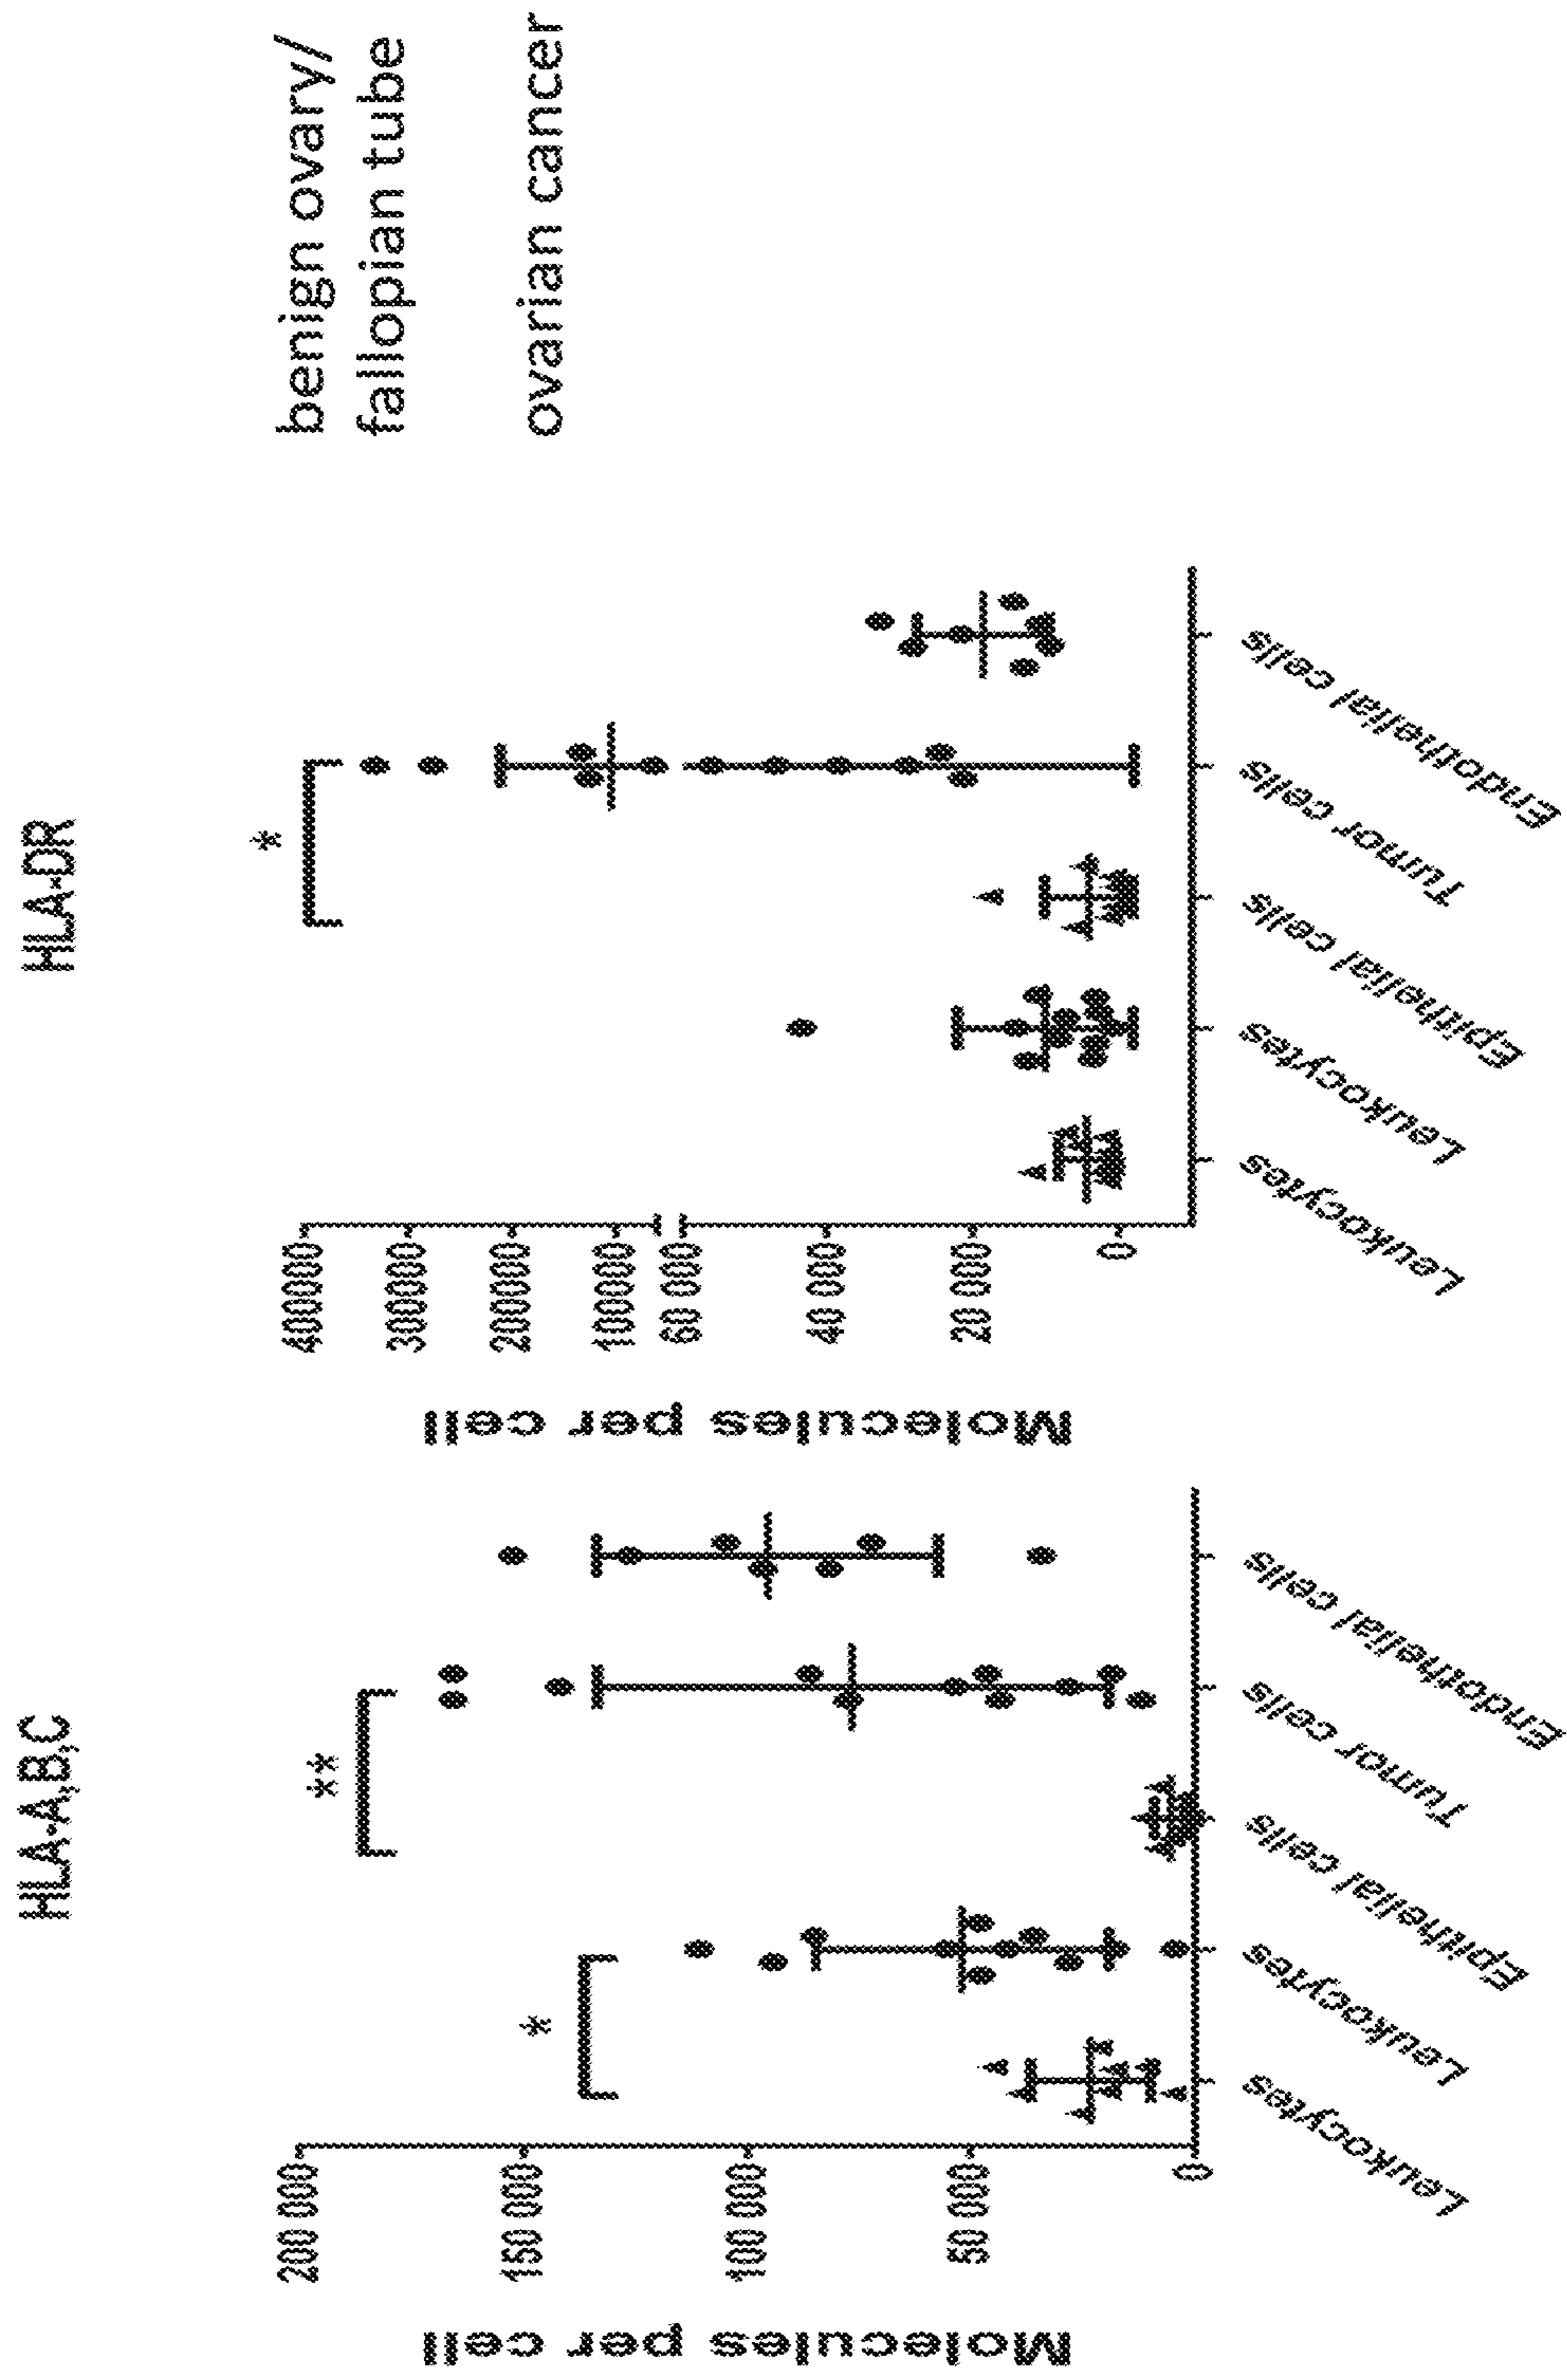 HLA-A,B,C
**
*
Molecules per cell
200 000
150 000
100 000
50 000
0
Leukocytes
Leukocytes
Epithelial cells
Tumor cells
Endothelial cells
HLA-DR
*
Molecules per cell
400000
300000
200000
100000
60 000
40 000
20 000
0
Leukocytes
Leukocytes
Epithelial cells
Tumor cells
Endothelial cells
benign ovary/
fallopian tube
ovarian cancer